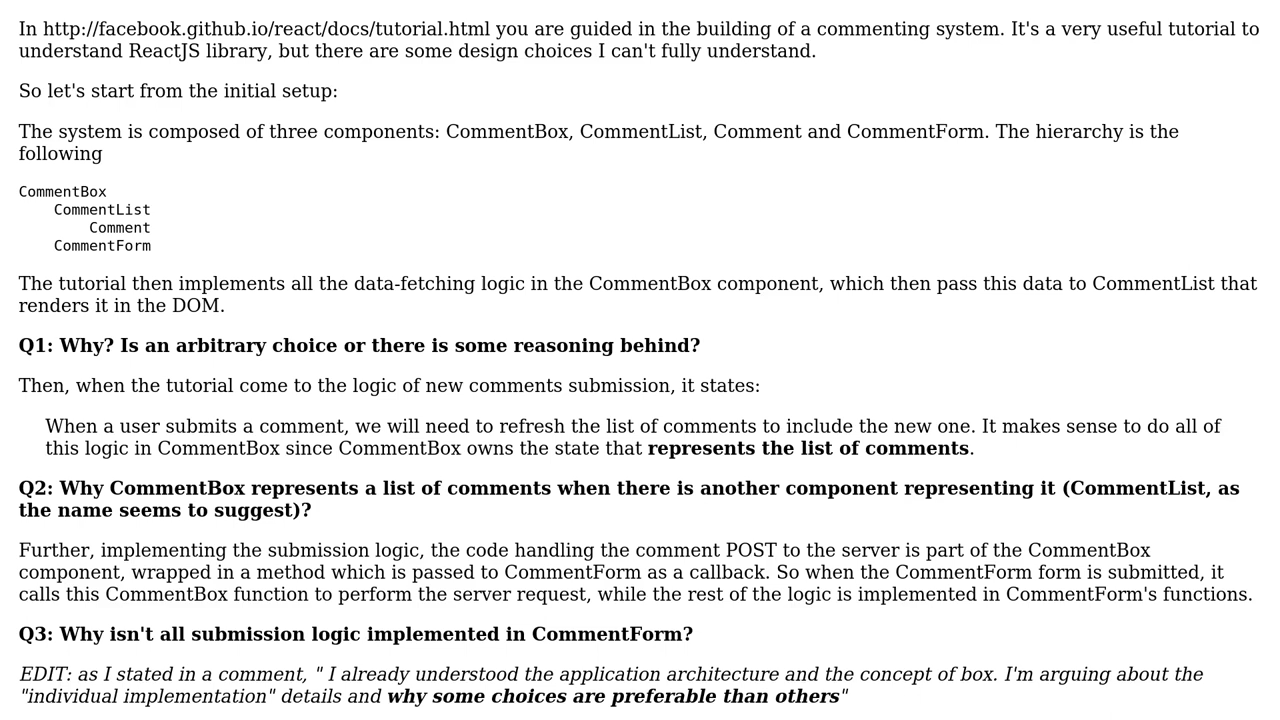 In http://facebook.github.io/react/docs/tutorial.html you are guided in the building of a commenting system. It's a very useful tutorial to
understand ReactJS library, but there are some design choices I can't fully understand.
So let's start from the initial setup:
The system is composed of three components: CommentBox, CommentList, Comment and CommentForm. The hierarchy is the
following
CommentBox
    CommentList
        Comment
    CommentForm
The tutorial then implements all the data-fetching logic in the CommentBox component, which then pass this data to CommentList that
renders it in the DOM.
Q1: Why? Is an arbitrary choice or there is some reasoning behind?
Then, when the tutorial come to the logic of new comments submission, it states:
When a user submits a comment, we will need to refresh the list of comments to include the new one. It makes sense to do all of
this logic in CommentBox since CommentBox owns the state that represents the list of comments.
Q2: Why CommentBox represents a list of comments when there is another component representing it (CommentList, as
the name seems to suggest)?
Further, implementing the submission logic, the code handling the comment POST to the server is part of the CommentBox
component, wrapped in a method which is passed to CommentForm as a callback. So when the CommentForm form is submitted, it
calls this CommentBox function to perform the server request, while the rest of the logic is implemented in CommentForm's functions.
Q3: Why isn't all submission logic implemented in CommentForm?
EDIT: as I stated in a comment, " I already understood the application architecture and the concept of box. I'm arguing about the
"individual implementation" details and why some choices are preferable than others"